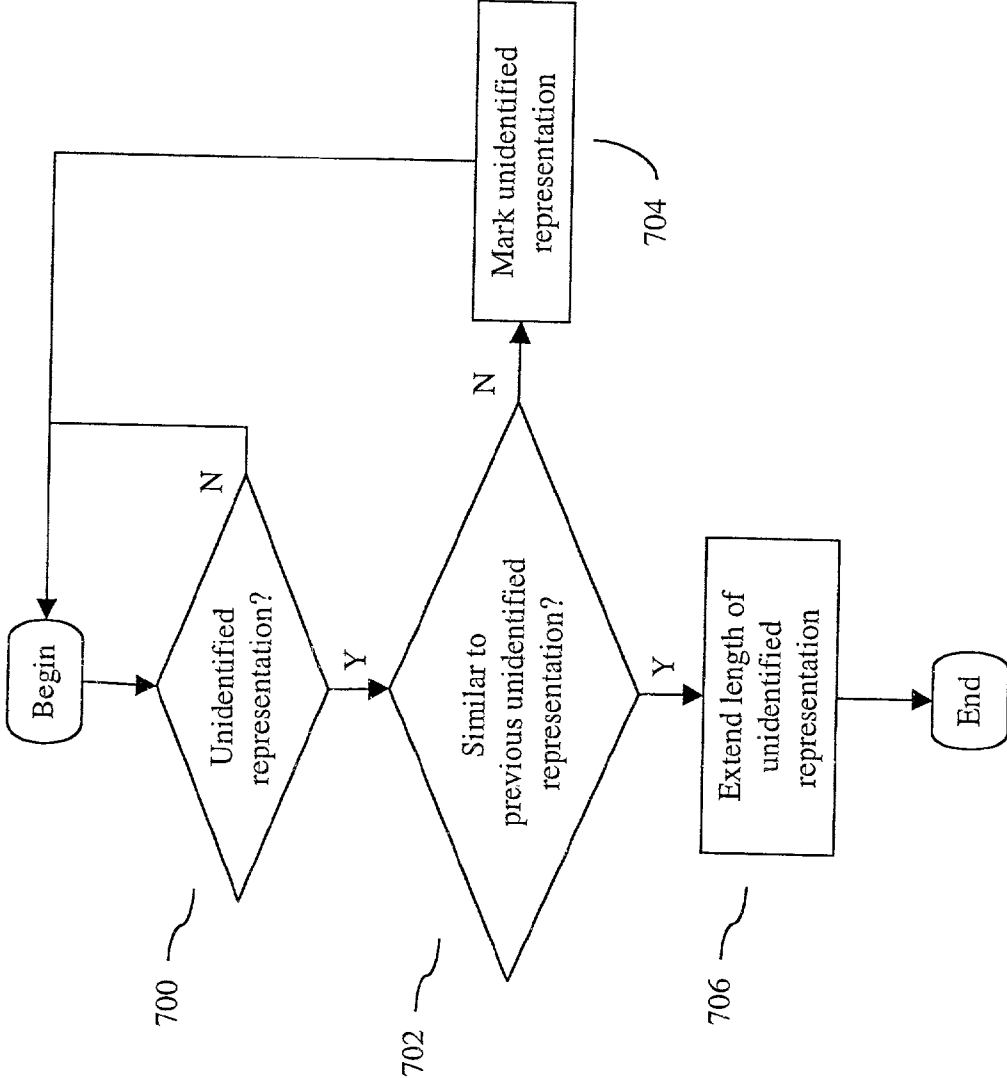 Begin
Unidentified
representation?
N
700
Y
Similar to
previous unidentified
representation?
N
702
Mark unidentified
representation
704
Y
Extend length of
unidentified
representation
706
End